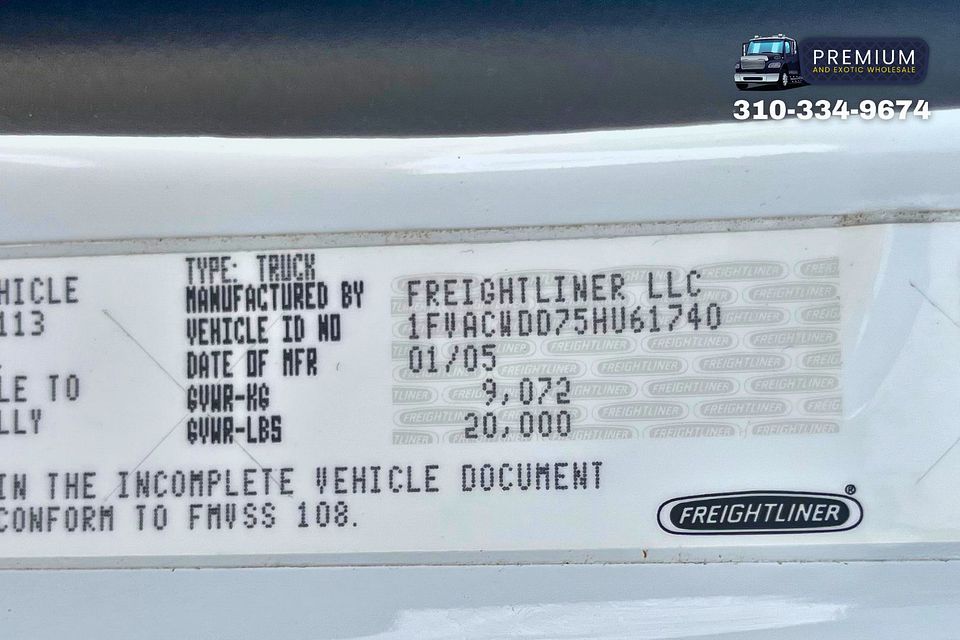 PREMIUM
AND EXOTIC WHOLESALE
310-334-9674
HICLE
113
LE TO
LLY
TYPE: TRUCK
MANUFACTURED BY FREIGHTLINER LLC
VEHICLE ID NO 1FVACWDD75HU61740
DATE OF MFR 01/05
GVWR-KG 9,072
GVWR-LBS 20,000
IN THE INCOMPLETE VEHICLE DOCUMENT
CONFORM TO FMVSS 108.
FREIGHTLINER®